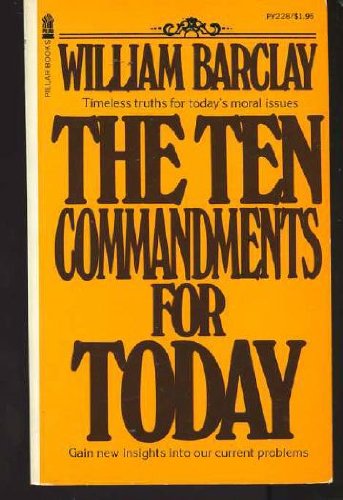 PILLAR BOOKS
PY228/$1.95
WILLIAM BARCLAY
Timeless truths for today's moral issues
THE TEN
COMMANDMENTS
FOR
TODAY
Gain new insights into our current problems